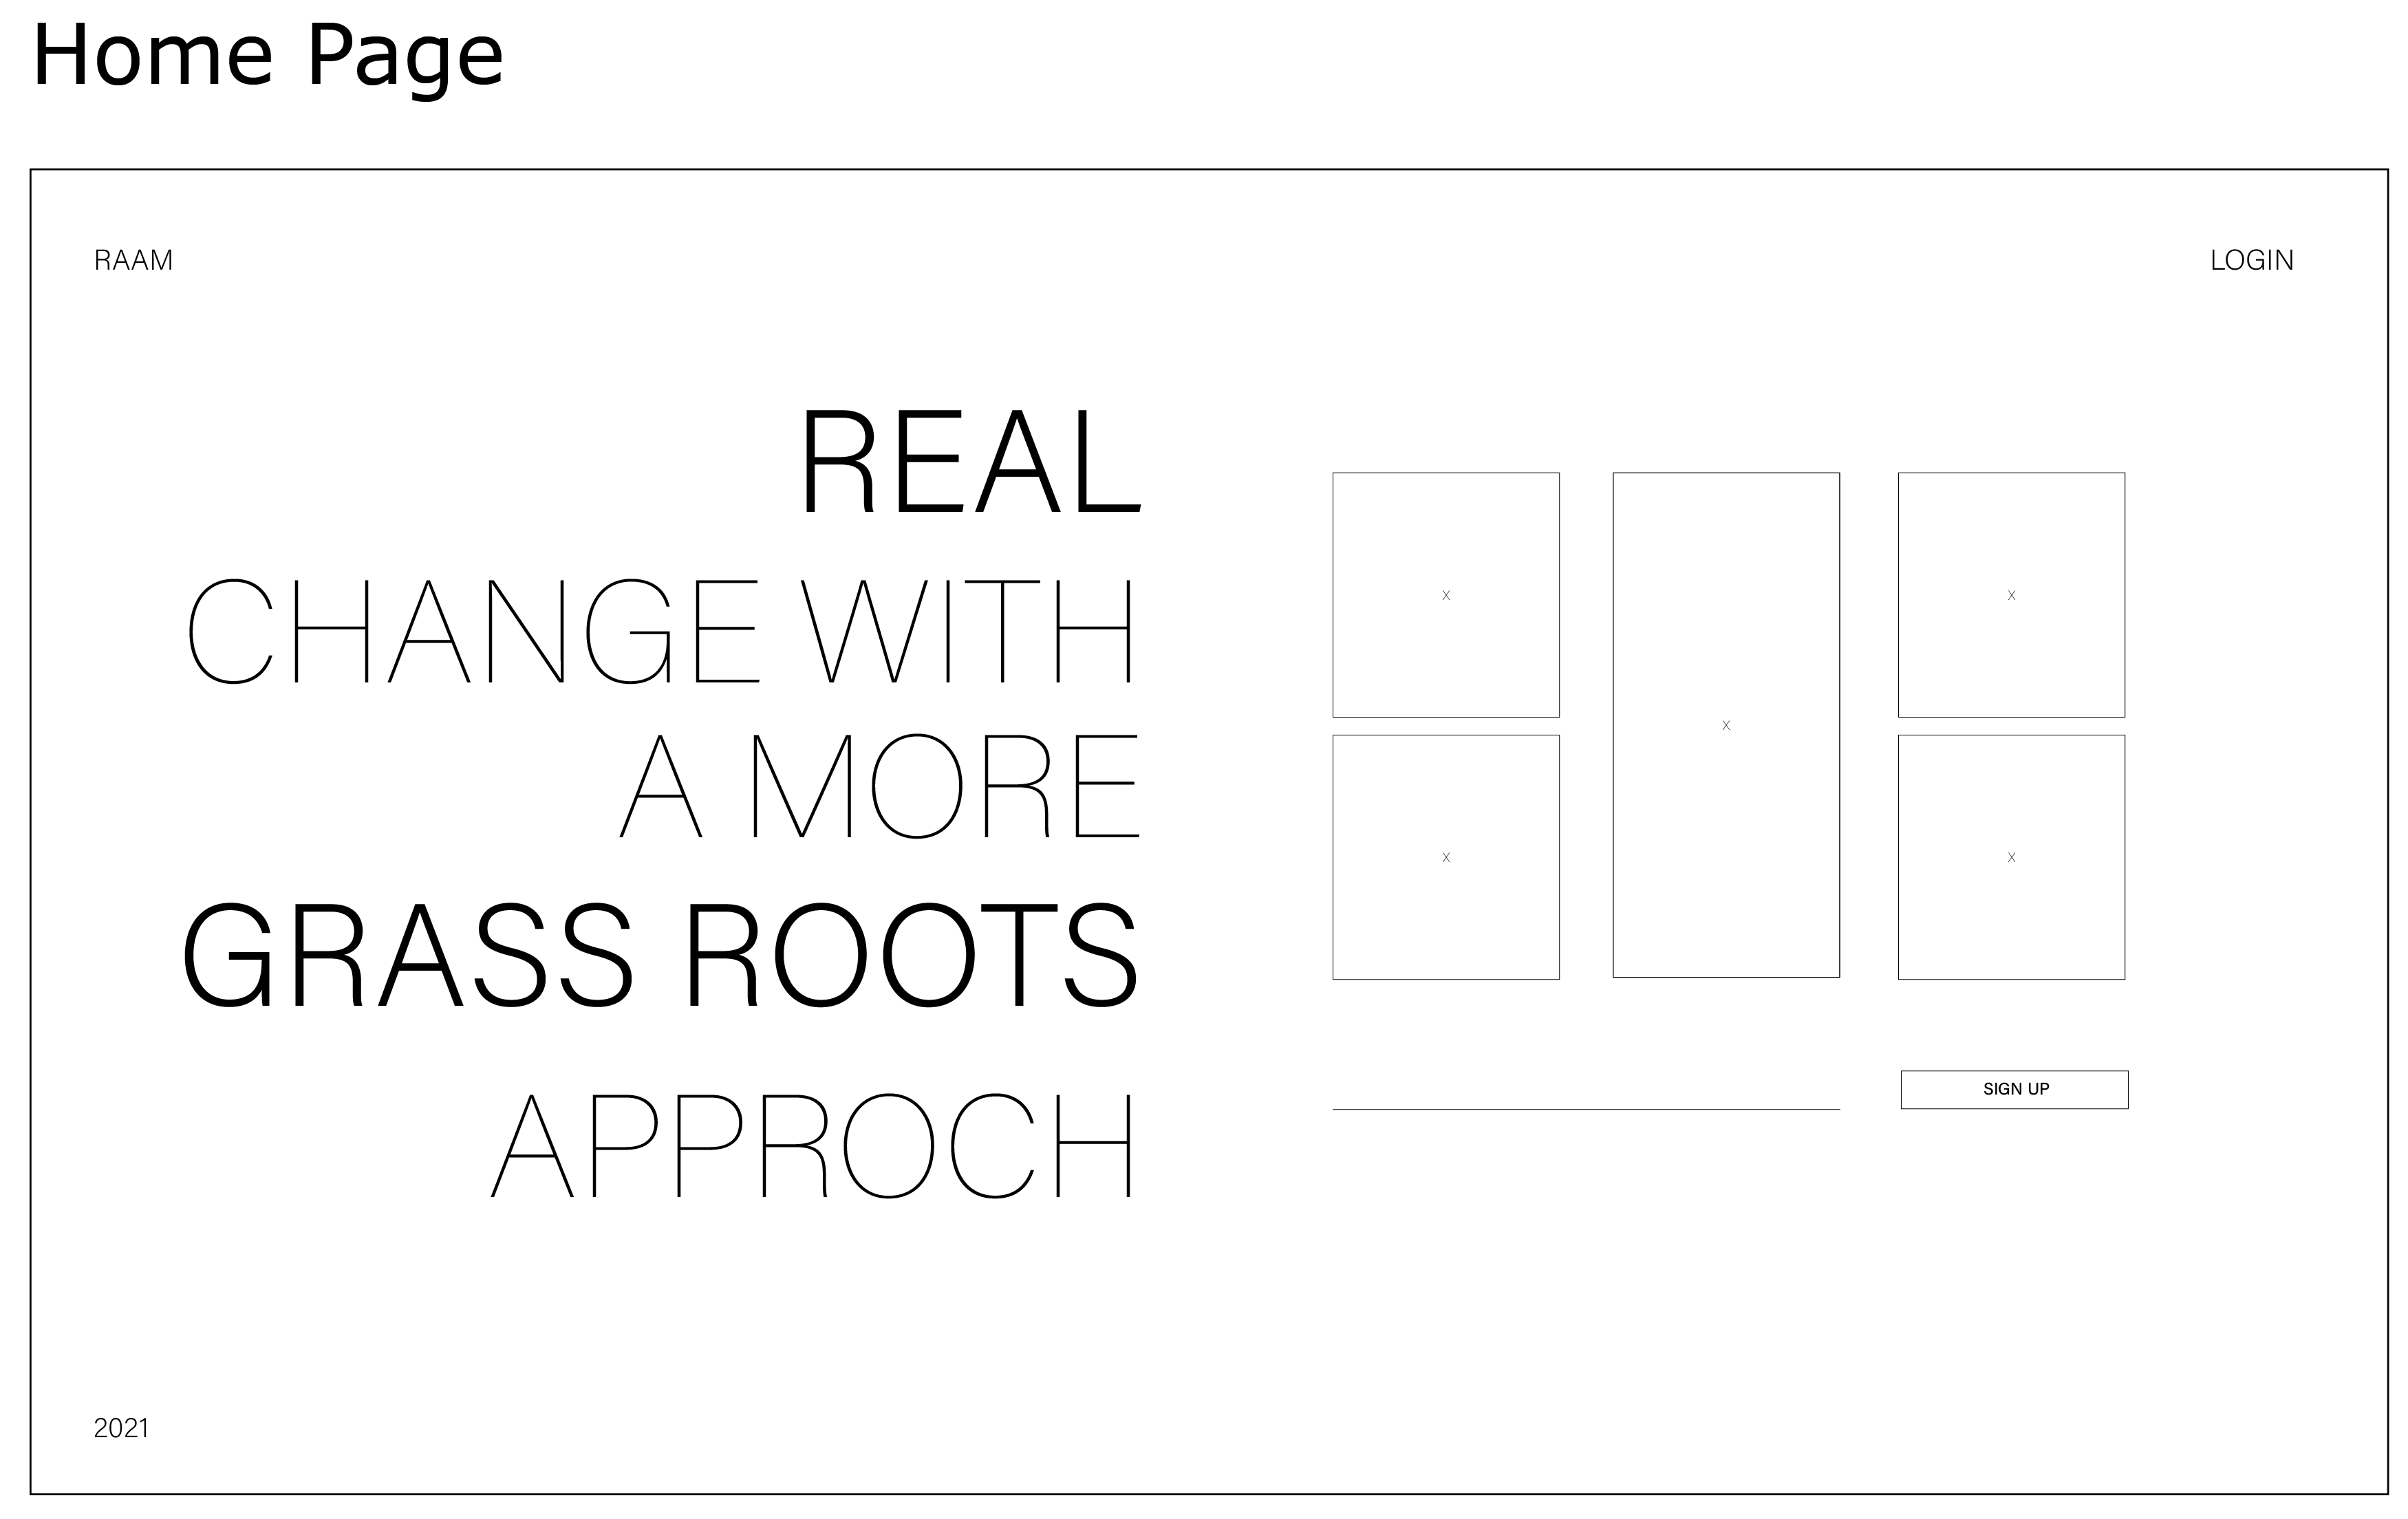 Home Page
RAAM
LOGIN
REAL
CHANGE WITH
A MORE
GRASS ROOTS
APPROCH
X
X
X
X
X
SIGN UP
2021